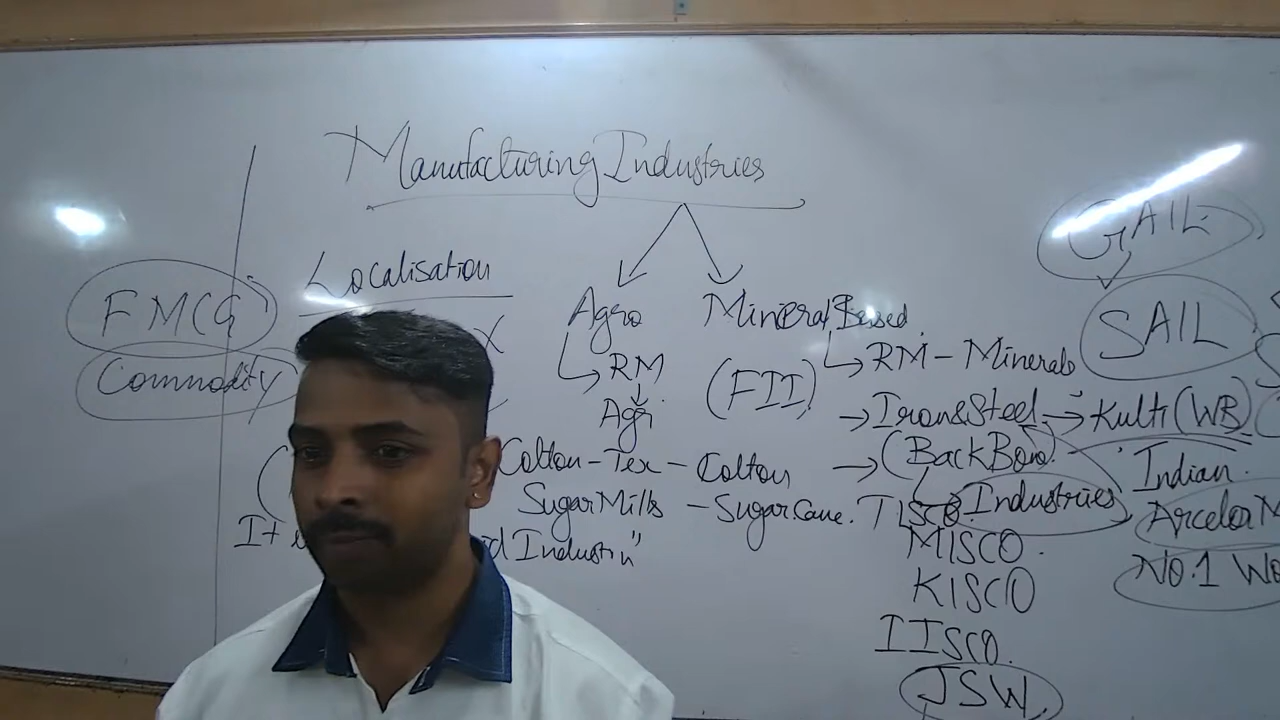 Manufacturing Industries
GAIL
Localisation
FMCG
Agro Mineral Based
SAIL
Commodity
RM
RM - Minerals
(FII)
Agri
Iron & Steel → Kulti (WB)
(BackBone)
Cotton - Tex - Cotton
Indian
Sugar Mills - Sugar Cane.
TISCO
Industries
Arcelor M
It
Industry"
MISCO
No.1 Wo
KISCO
IISCO
JSW